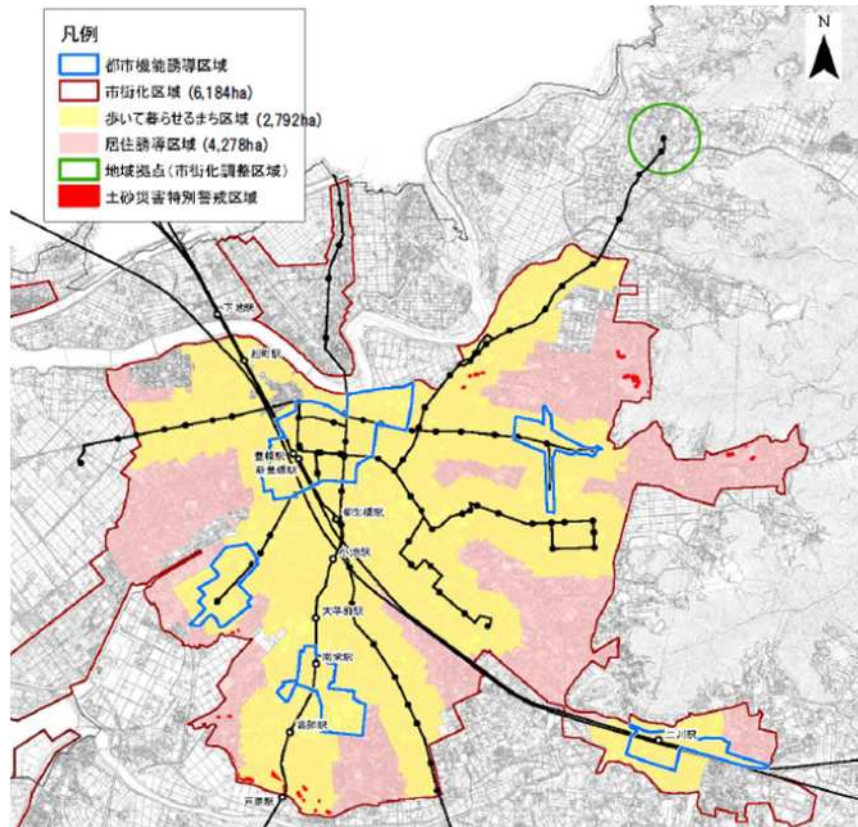 凡例
都市機能誘導区域
市街化区域 (6,184ha)
歩いて暮らせるまち区域 (2,792ha)
居住誘導区域 (4,278ha)
地域拠点(市街化調整区域)
土砂災害特別警戒区域
N
下地駅
船町駅
豊橋駅
新豊橋駅
柳生橋駅
小池駅
大平前駅
南栄駅
高師駅
二川駅
芦原駅